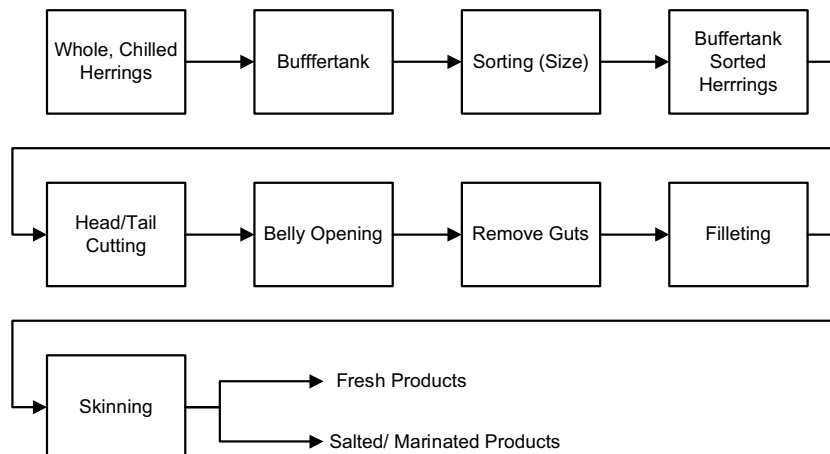 Whole, Chilled
Herrings
Bufffertank
Sorting (Size)
Buffertank
Sorted
Herrrings
Head/Tail
Cutting
Belly Opening
Remove Guts
Filleting
Skinning
Fresh Products
Salted/ Marinated Products